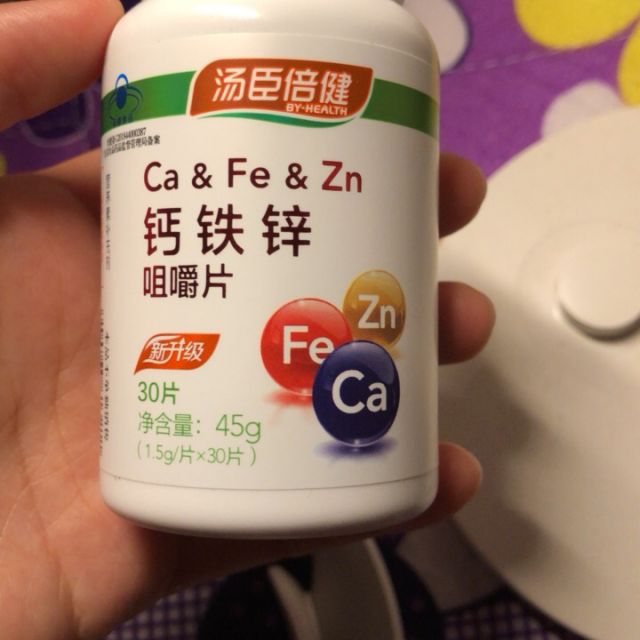 汤臣倍健
BY-HEALTH
Ca & Fe & Zn
钙铁锌
咀嚼片
新升级
30片
净含量：45g
（1.5g/片×30片）
Zn
Fe
Ca